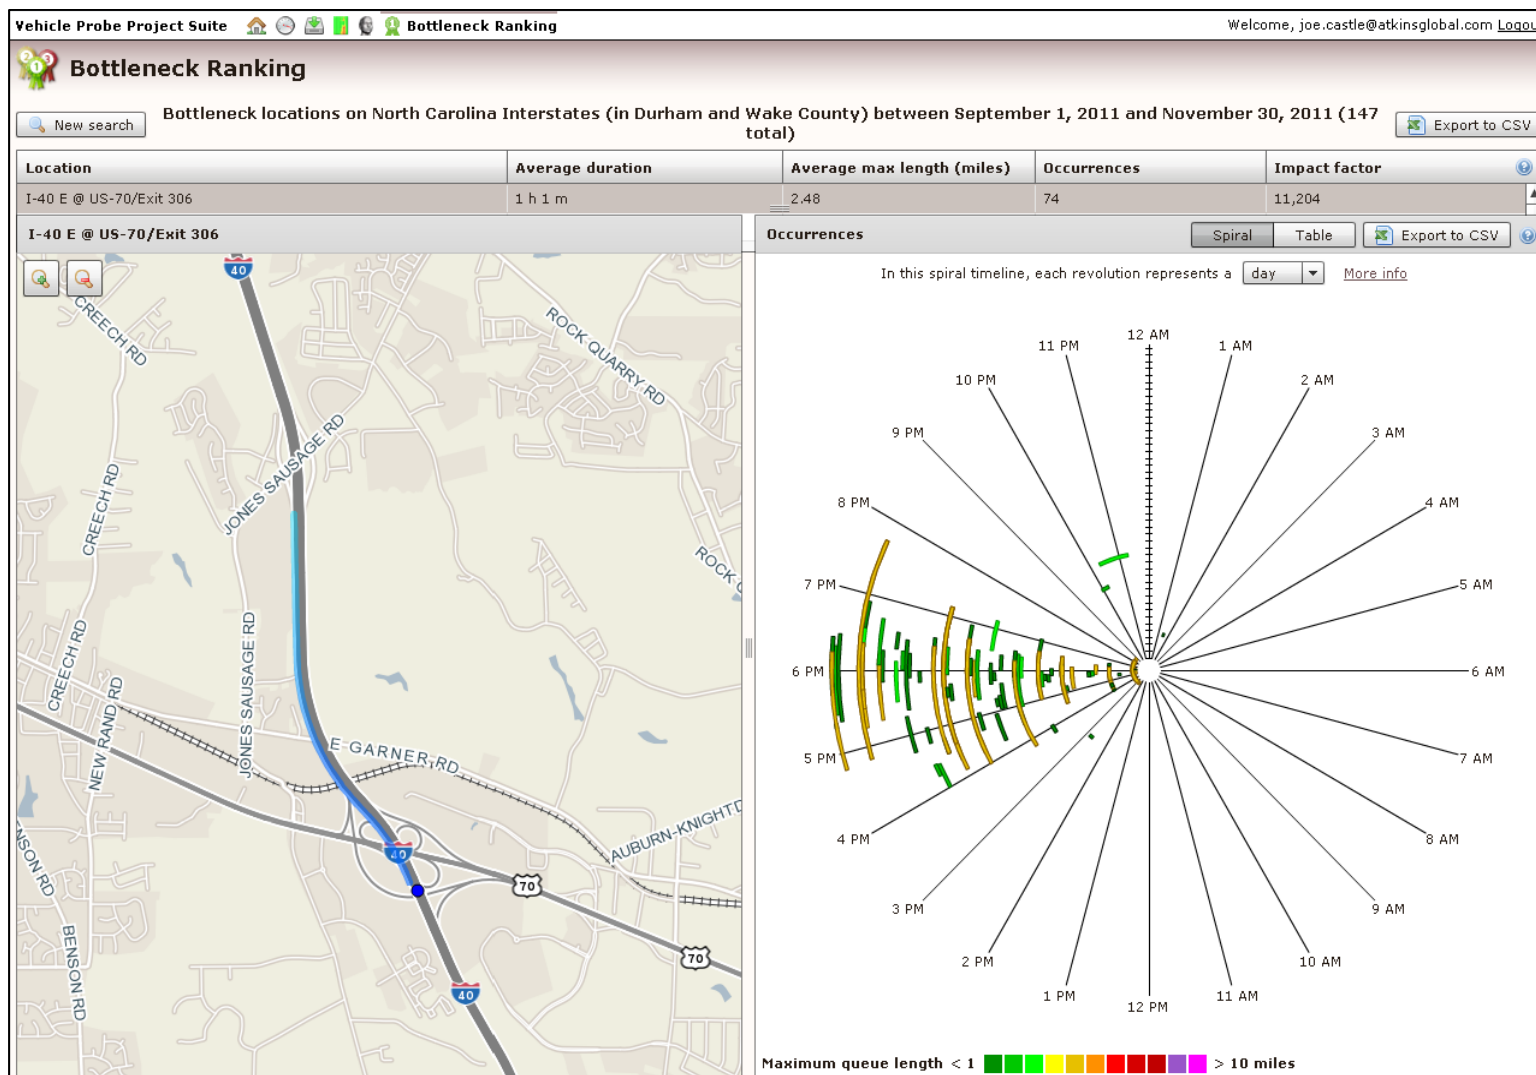 Vehicle Probe Project Suite Bottleneck Ranking Welcome, joe.castle@atkinsglobal.com Logou
Bottleneck Ranking
New search
Bottleneck locations on North Carolina Interstates (in Durham and Wake County) between September 1, 2011 and November 30, 2011 (147
total)
Export to CSV
Location Average duration Average max length (miles) Occurrences Impact factor
I-40 E @ US-70/Exit 306 1 h 1 m 2.48 74 11,204
I-40 E @ US-70/Exit 306
40
CREECH RD
ROCK QUARRY RD
JONES SAUSAGE RD
CREECH RD
ROCK
JONES SAUSAGE RD
CREECH RD
NEW RAND RD
E GARNER RD
AUBURN-KNIGHTD
40
70
NSON RD
BENSON RD
70
40
Occurrences Spiral Table Export to CSV
In this spiral timeline, each revolution represents a day More info
12 AM
11 PM 1 AM
10 PM 2 AM
9 PM 3 AM
8 PM 4 AM
7 PM 5 AM
6 PM 6 AM
5 PM 7 AM
4 PM 8 AM
3 PM 9 AM
2 PM 10 AM
1 PM 11 AM
12 PM
Maximum queue length < 1 > 10 miles